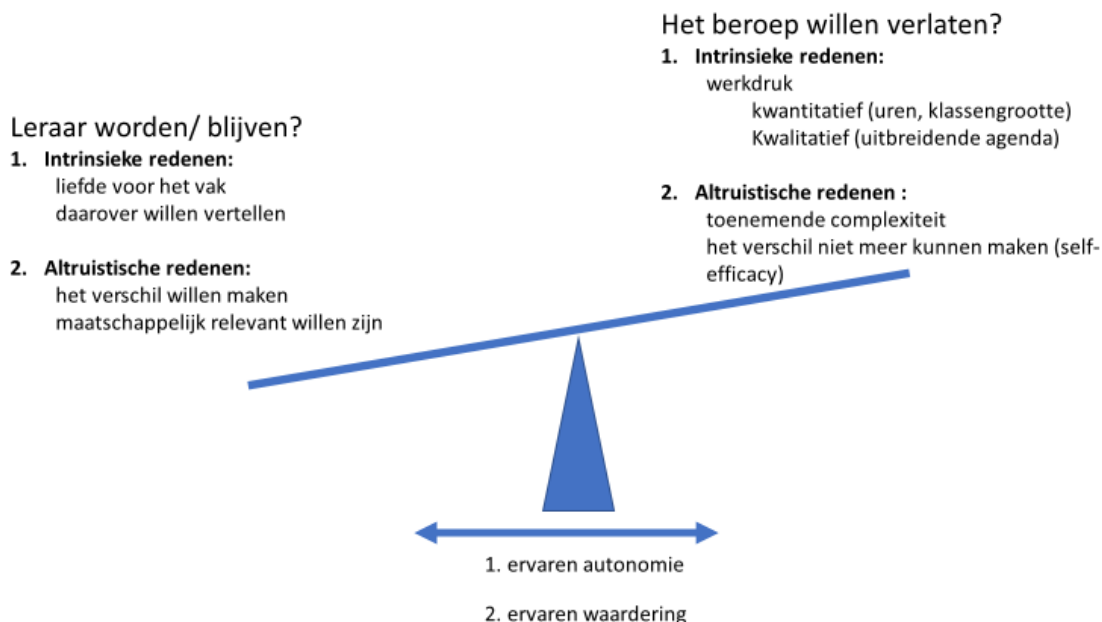 Leraar worden/ blijven?
1. Intrinsieke redenen:
liefde voor het vak
daarover willen vertellen
2. Altruistische redenen:
het verschil willen maken
maatschappelijk relevant willen zijn
Het beroep willen verlaten?
1. Intrinsieke redenen:
werkdruk
kwantitatief (uren, klassengrootte)
Kwalitatief (uitbreidende agenda)
2. Altruistische redenen :
toenemende complexiteit
het verschil niet meer kunnen maken (self-
efficacy)
1. ervaren autonomie
2. ervaren waardering